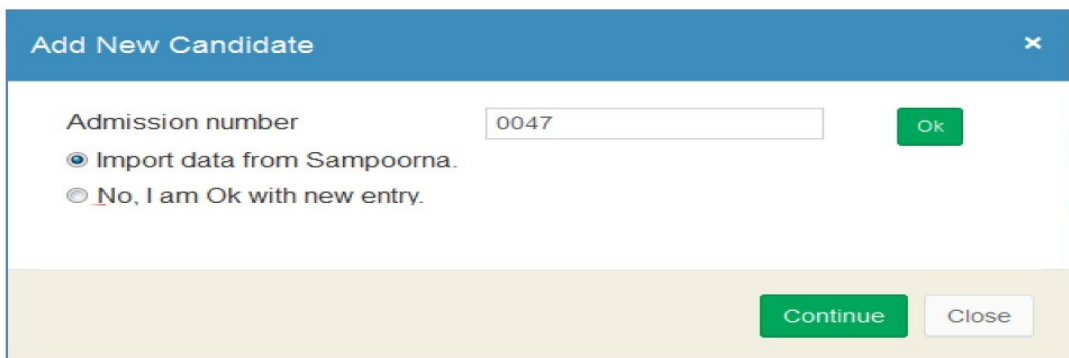 Add New Candidate ×
Admission number 0047 Ok
Import data from Sampoorna.
No, I am Ok with new entry.
Continue Close